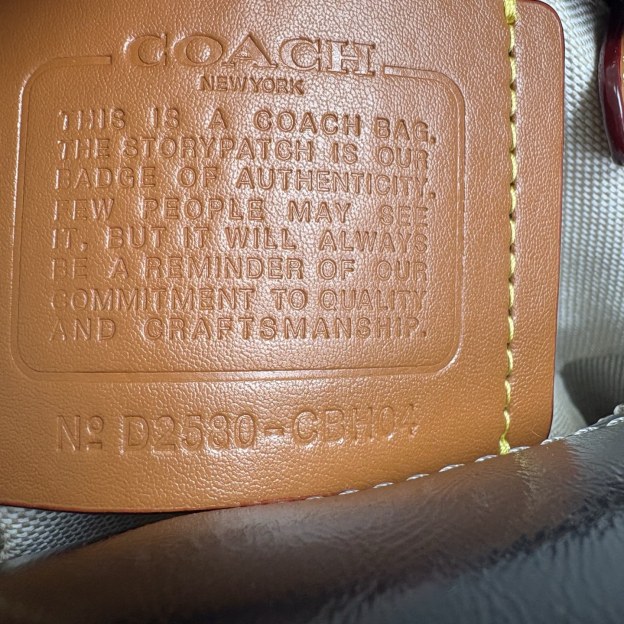 COACH
NEW YORK
THIS IS A COACH BAG.
THE STORYPATCH IS OUR
BADGE OF AUTHENTICITY.
FEW PEOPLE MAY SEE
IT, BUT IT WILL ALWAYS
BE A REMINDER OF OUR
COMMITMENT TO QUALITY
AND CRAFTSMANSHIP.
Nº D2580-CBH04